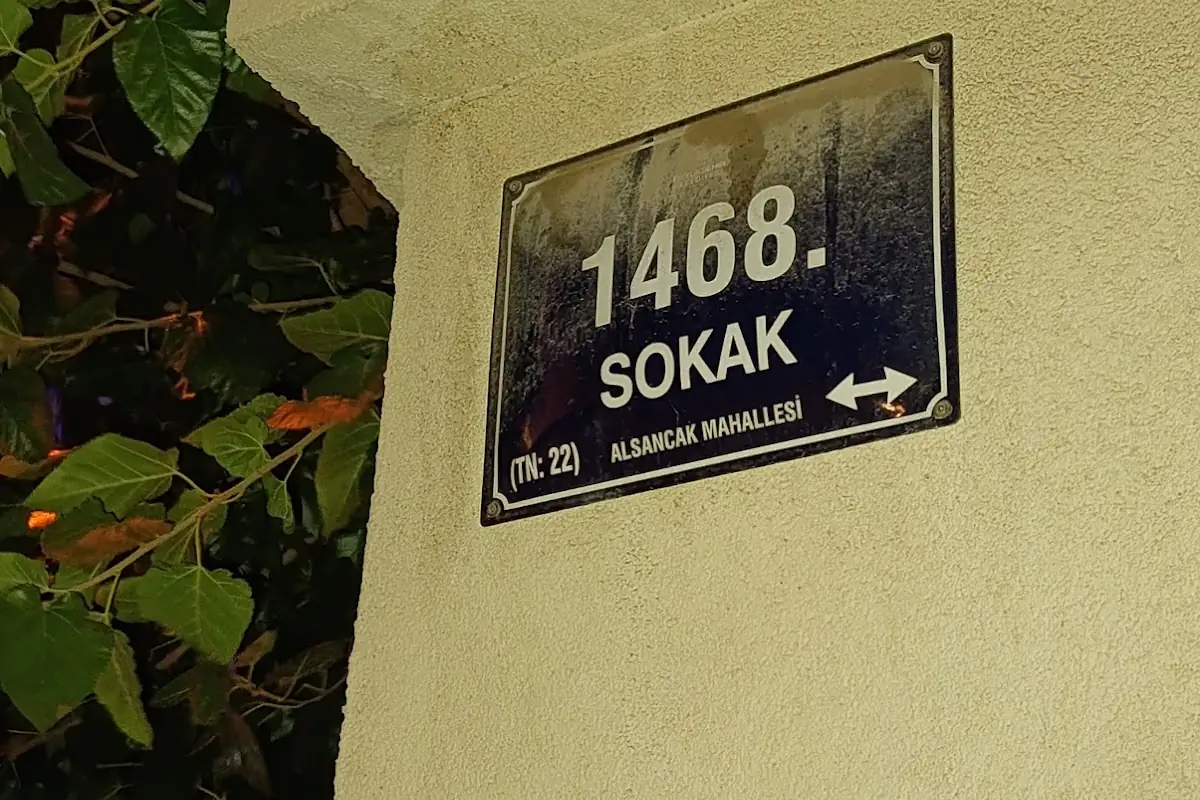 1468.
SOKAK
ALSANCAK MAHALLESİ
(TN: 22)